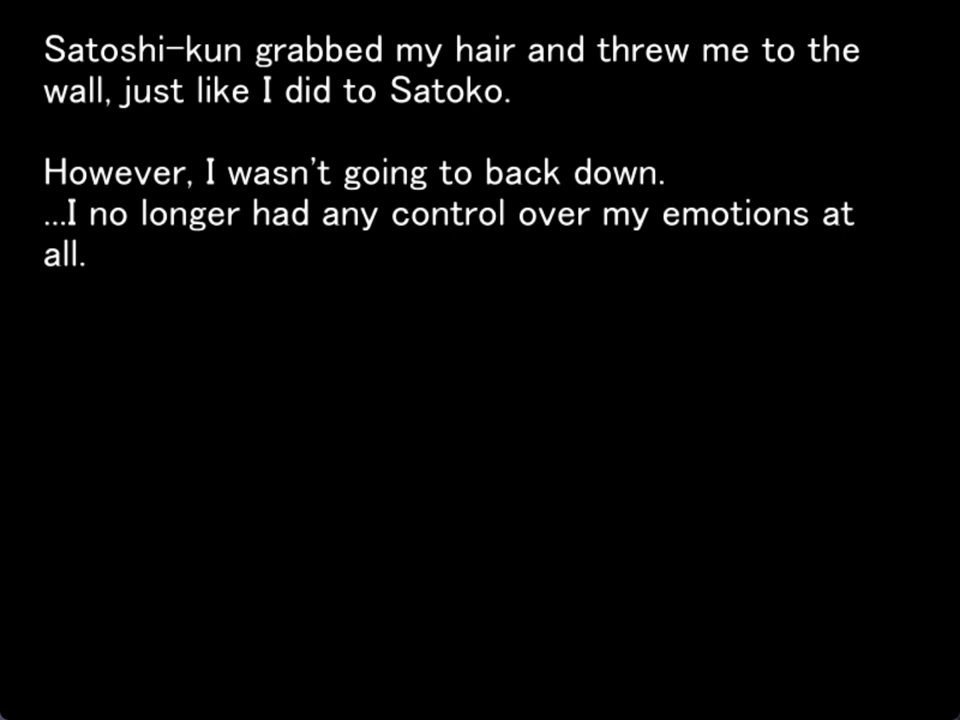 Satoshi-kun grabbed my hair and threw me to the
wall, just like I did to Satoko.
However, I wasn't going to back down.
...I no longer had any control over my emotions at
all.